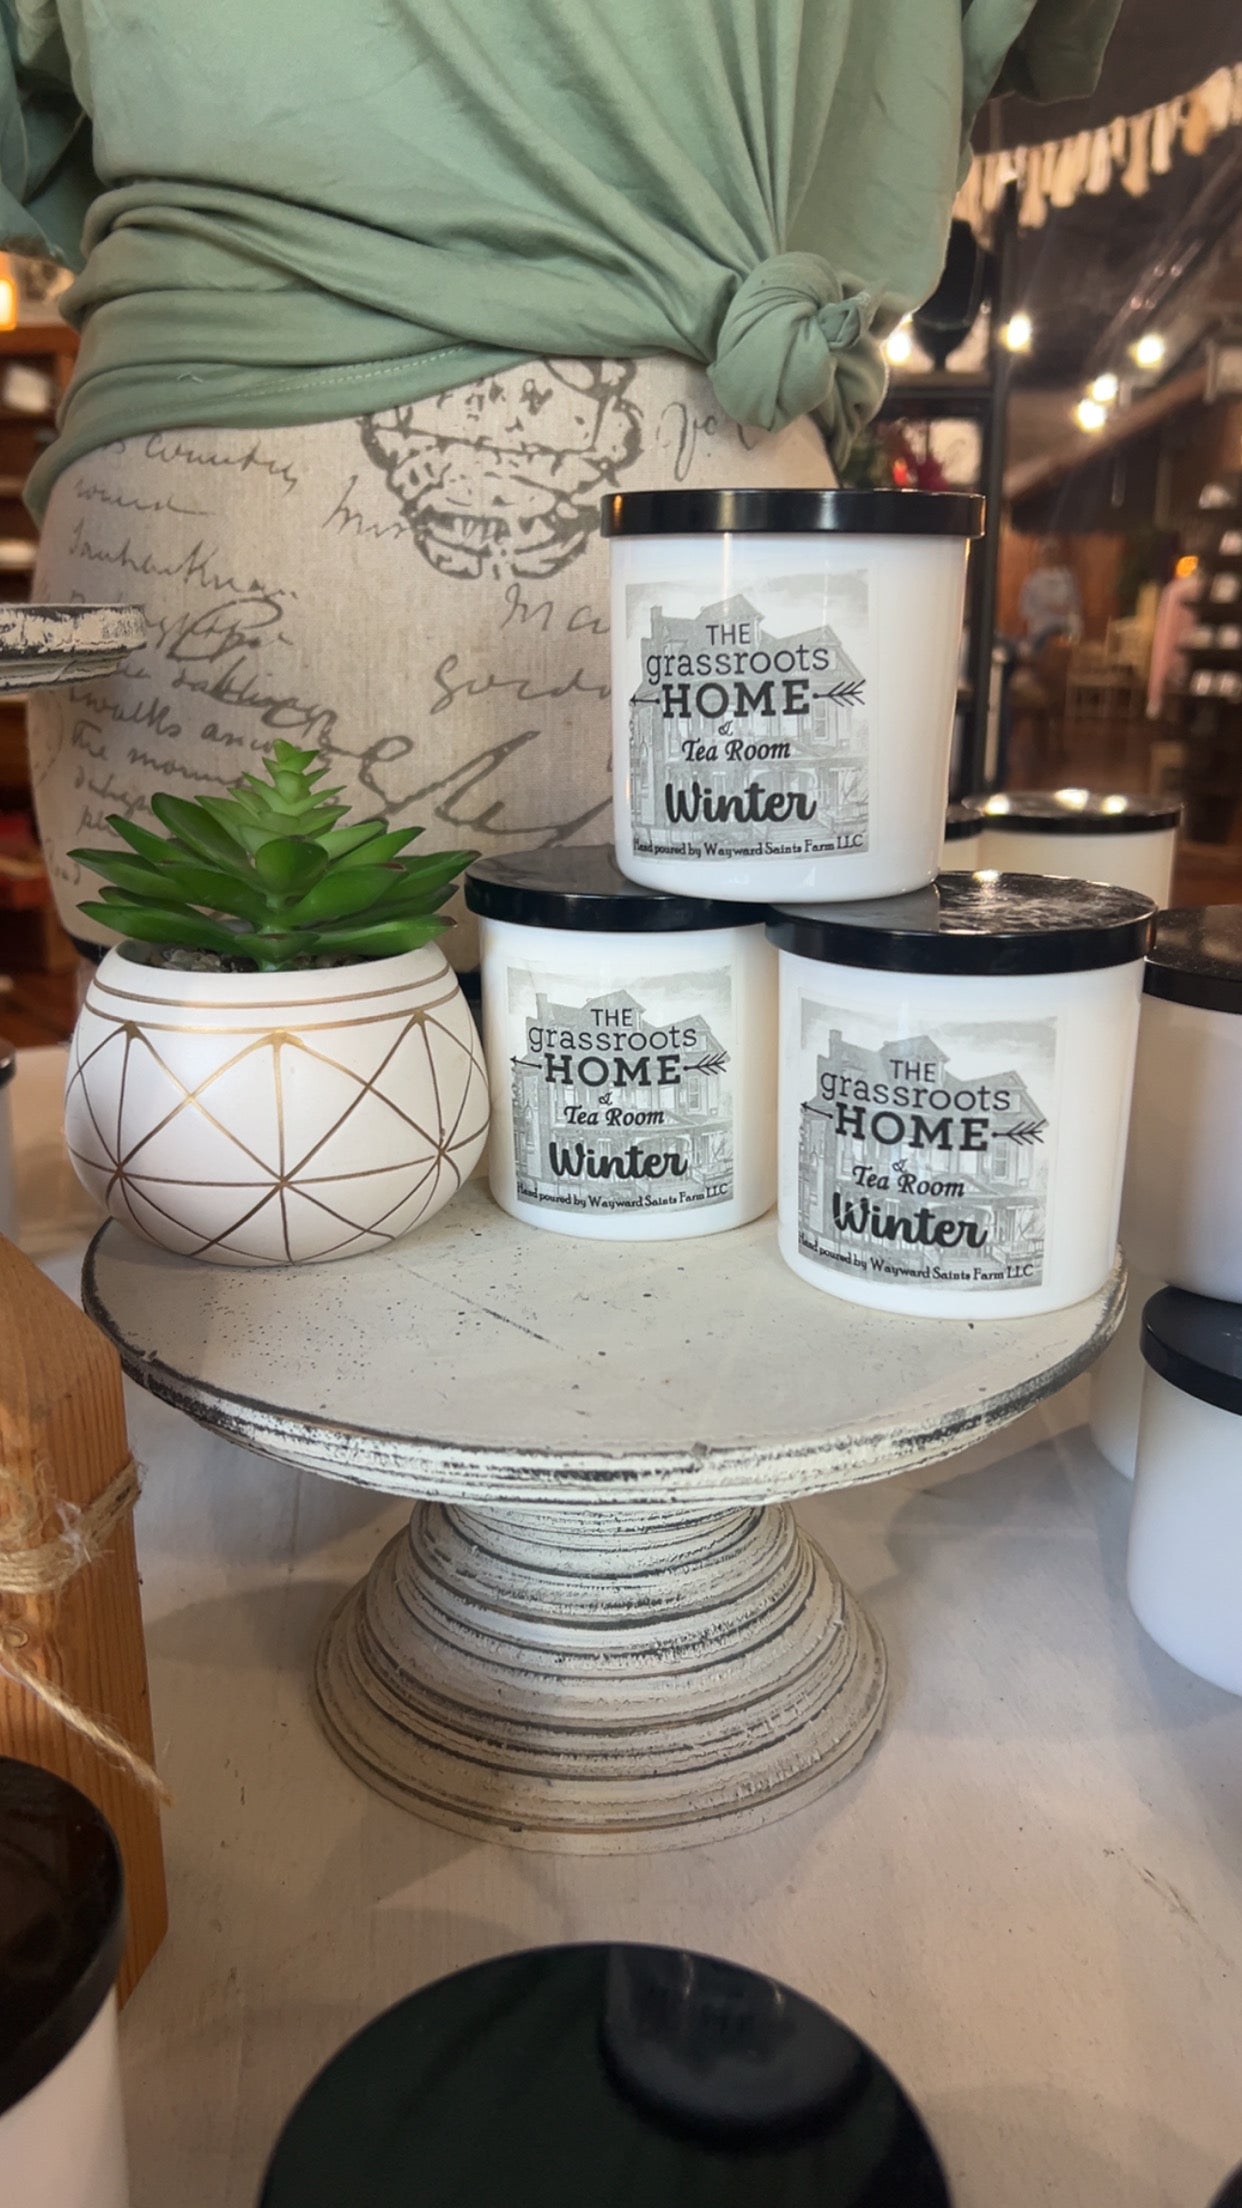 s Country
round
THE
grassroots
HOME
&
Tea Room
Winter
Hand poured by Wayward Saints Farm LLC
THE
grassroots
HOME
&
Tea Room
Winter
Hand poured by Wayward Saints Farm LLC
THE
grassroots
HOME
&
Tea Room
Winter
Hand poured by Wayward Saints Farm LLC